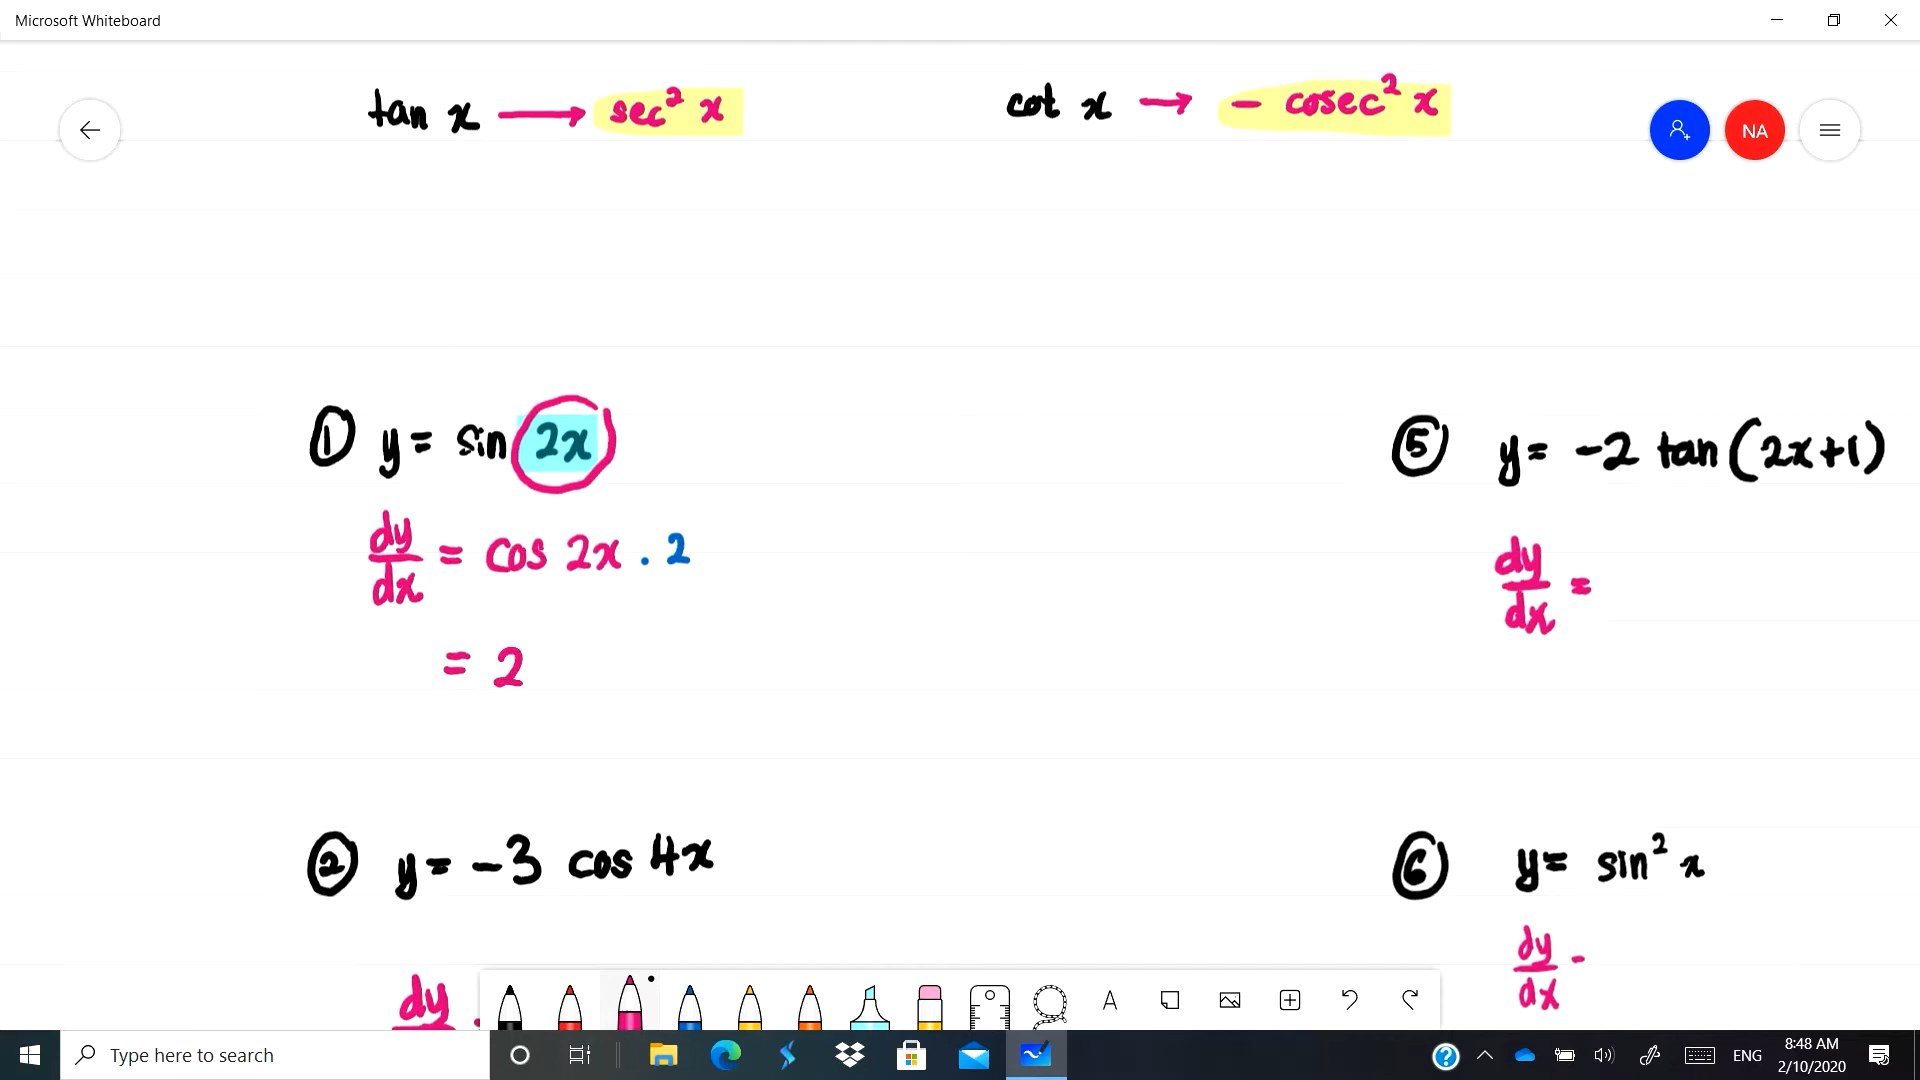 Microsoft Whiteboard
tan x → sec² x
cot x → - cosec² x
NA
① y = sin 2x
dy/dx = cos 2x . 2
= 2
② y = -3 cos 4x
dy
⑤ y = -2 tan (2x+1)
dy/dx =
⑥ y = sin² x
dy/dx -
A
Type here to search
ENG
8:48 AM
2/10/2020